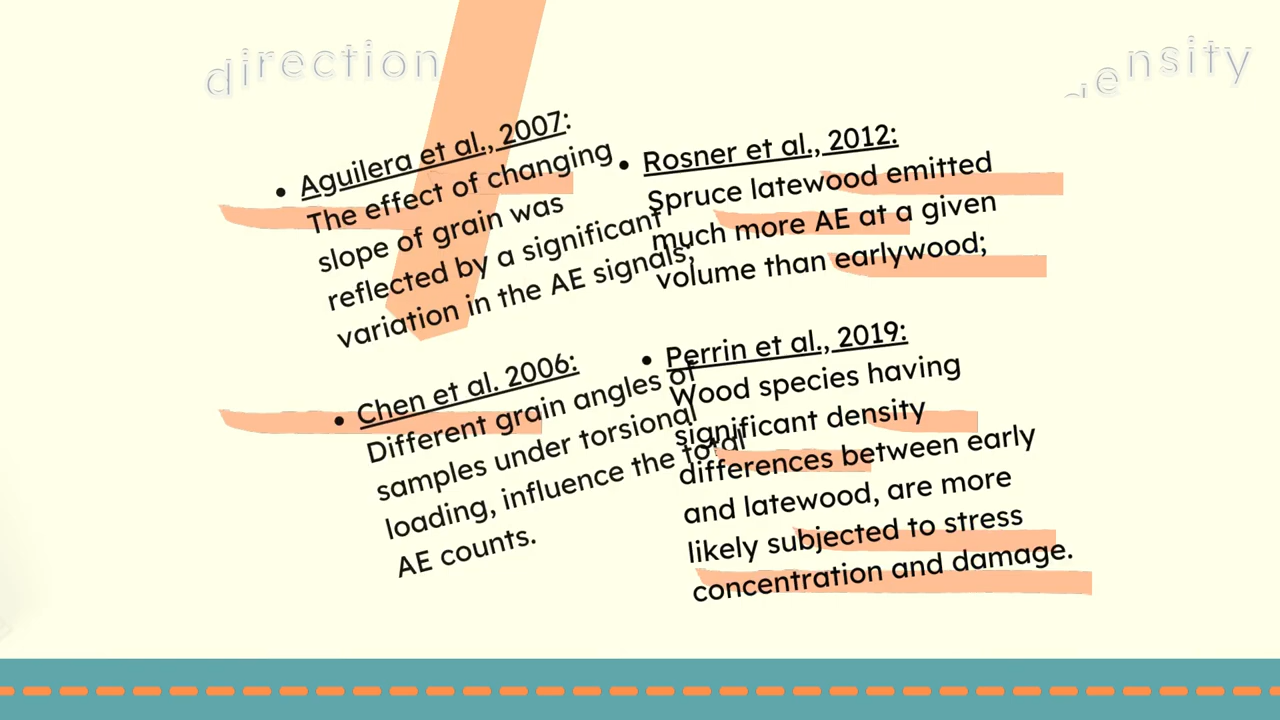 direction
density
• Aguilera et al., 2007:
The effect of changing
slope of grain was
reflected by a significant
variation in the AE signals;
• Chen et al. 2006:
Different grain angles of
samples under torsional
loading, influence the total
AE counts.
• Rosner et al., 2012:
Spruce latewood emitted
much more AE at a given
volume than earlywood;
• Perrin et al., 2019:
Wood species having
significant density
differences between early
and latewood, are more
likely subjected to stress
concentration and damage.